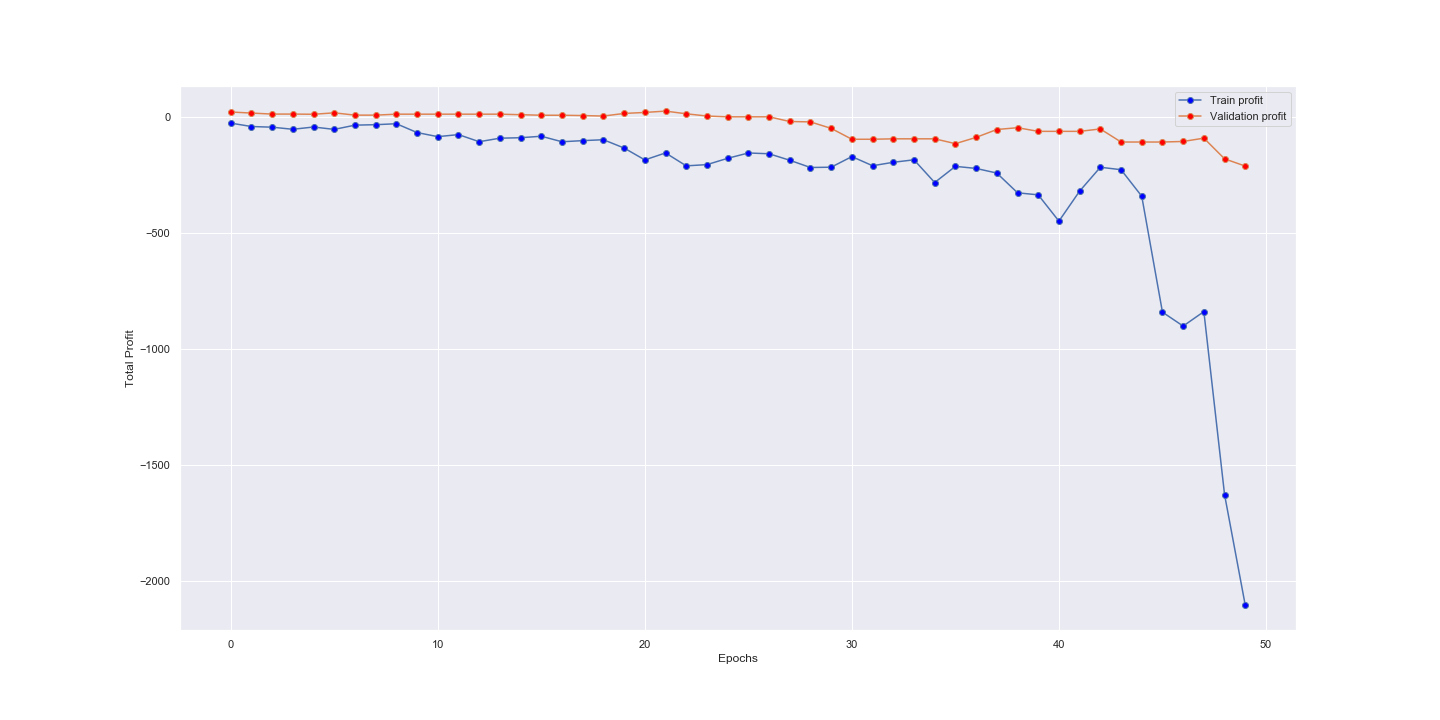 Train profit
Validation profit
0
−500
−1000
−1500
−2000
Total Profit
0 10 20 30 40 50
Epochs